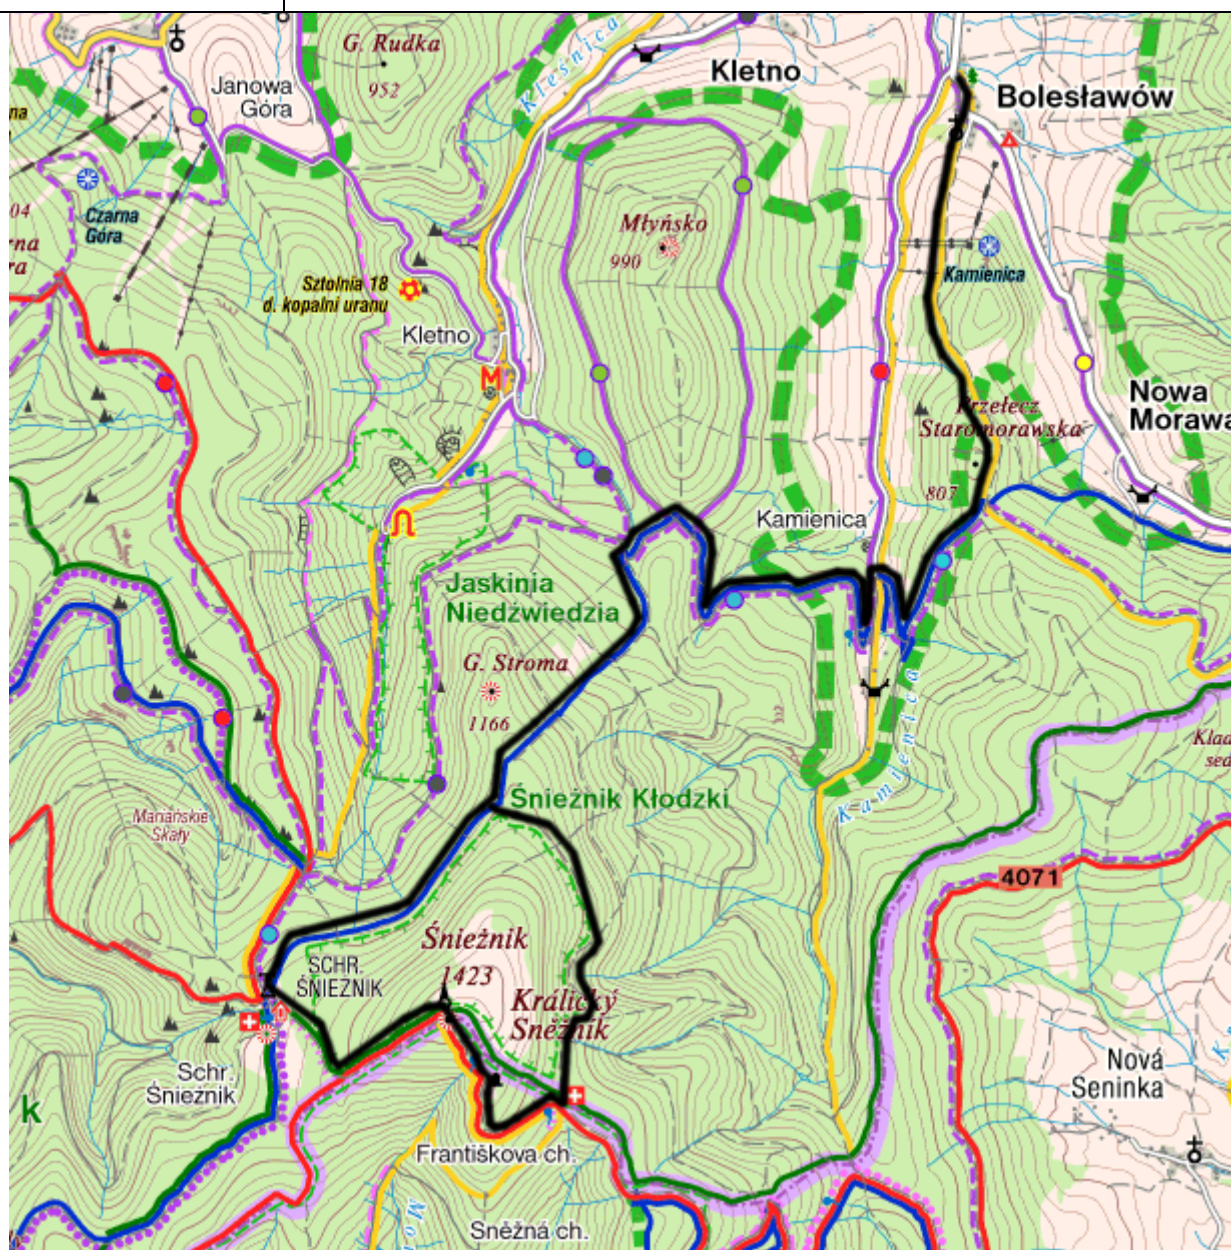 G. Rudka
952
Janowa
Góra
Kleśnica
Kletno
Bolesławów
Czarna
Góra
Młyńsko
990
Kamienica
Sztolnia 18
d. kopalni uranu
Kletno
M
Nowa
Morawa
Przełęcz
Staromorawska
807
Kamienica
Jaskinia
Niedźwiedzia
G. Stroma
1166
Śnieżnik Kłodzki
Kamienica
Mariańskie
Skały
4071
Śnieżnik
1423
SCHR.
ŚNIEŻNIK
Králický
Sněžník
Schr.
Śnieżnik
Nová
Seninka
k
Františkova ch.
Sněžná ch.